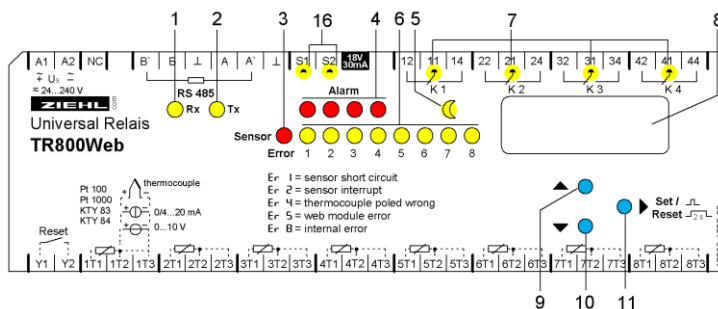 1 2 3 16 4 6 5 7 8
A1 A2 NC B' B ⊥ A A' ⊥ S1 S2 18V 30mA 12 11 14 22 21 24 32 31 34 42 41 44
K 1 K 2 K 3 K 4
≂ Us
≈ 24...240 V
RS 485
ZIEHL .com
Rx Tx
Alarm
Universal Relais
TR800Web
Sensor
Error 1 2 3 4 5 6 7 8
Er 1 = sensor short circuit
Er 2 = sensor interrupt
Er 4 = thermocouple poled wrong
Er 5 = web module error
Er 8 = internal error
Pt 100
Pt 1000
KTY 83
KTY 84
thermocouple
0/4...20 mA
0...10 V
Set /
Reset 2 s
Reset
Y1 Y2 1T1 1T2 1T3 2T1 2T2 2T3 3T1 3T2 3T3 4T1 4T2 4T3 5T1 5T2 5T3 6T1 6T2 6T3 7T1 7T2 7T3 8T1 8T2 8T3
9 10 11